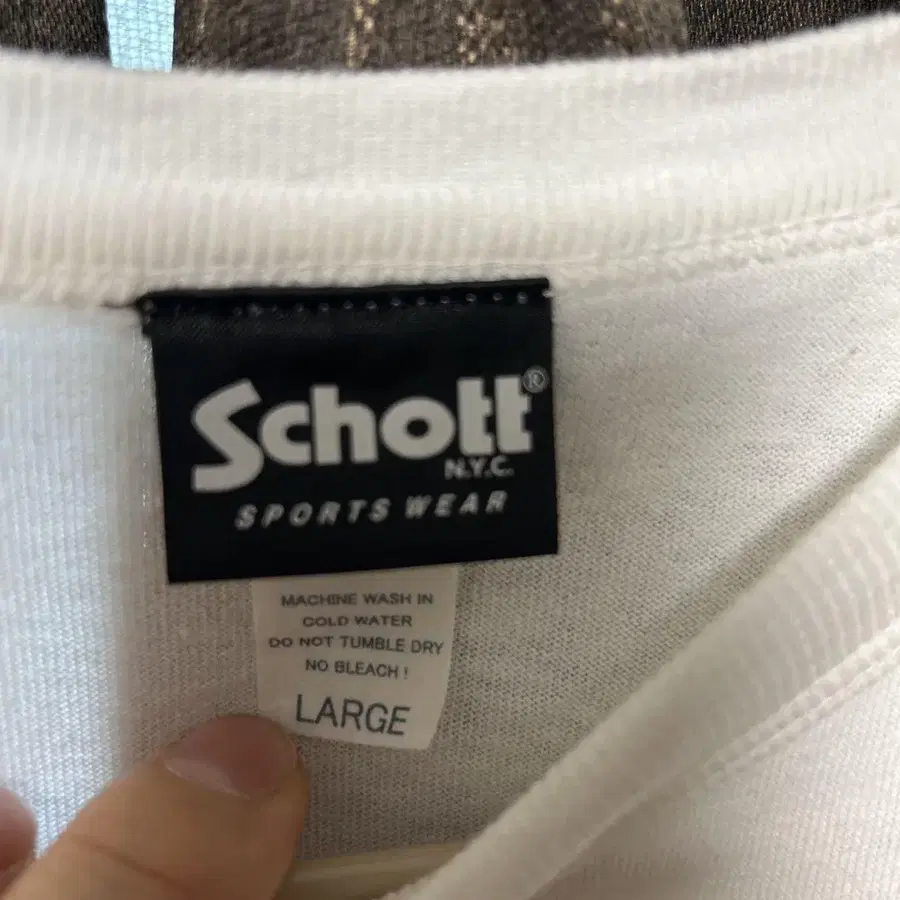 Schott®
N.Y.C.
SPORTS WEAR
MACHINE WASH IN
COLD WATER
DO NOT TUMBLE DRY
NO BLEACH!
LARGE